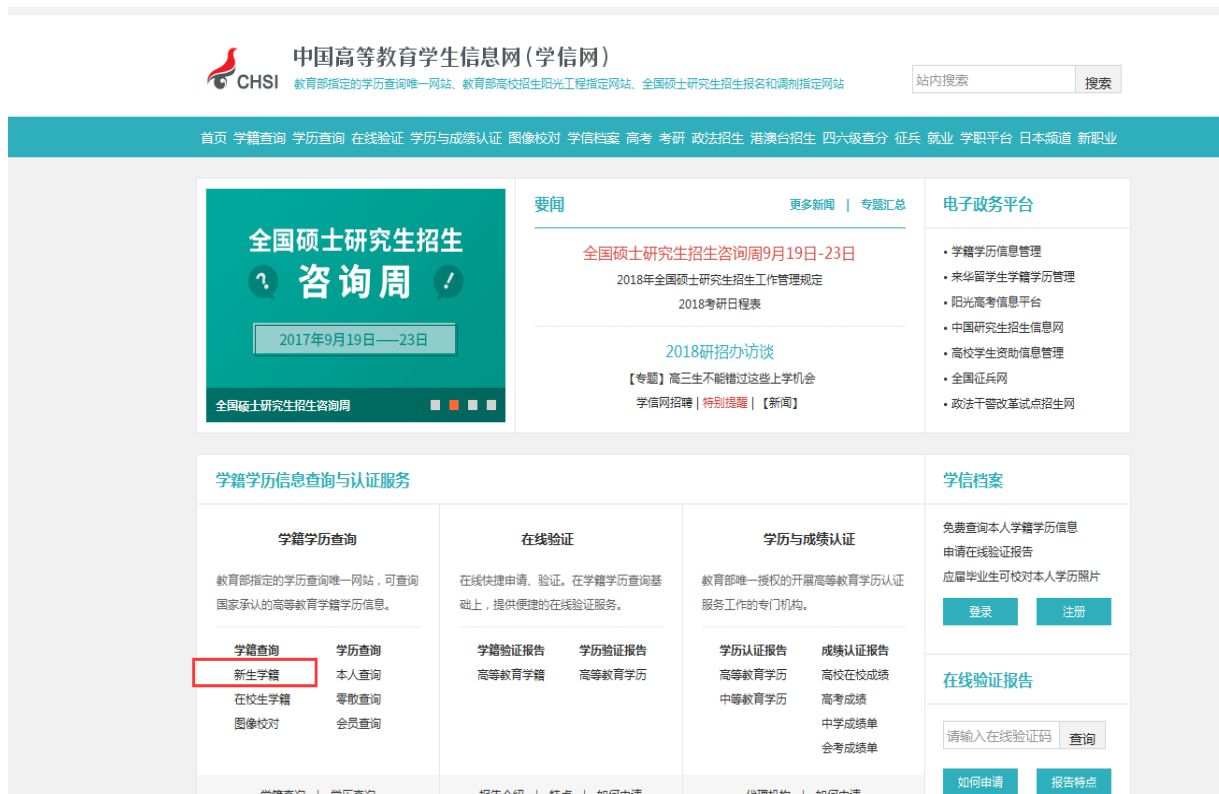 CHSI
中国高等教育学生信息网(学信网)
教育部指定的学历查询唯一网站、教育部高校招生阳光工程指定网站、全国硕士研究生招生报名和调剂指定网站
站内搜索
搜索
首页 学籍查询 学历查询 在线验证 学历与成绩认证 图像校对 学信档案 高考 考研 政法招生 港澳台招生 四六级查分 征兵 就业 学职平台 日本频道 新职业
全国硕士研究生招生
咨询周
2017年9月19日——23日
全国硕士研究生招生咨询周
要闻
更多新闻 | 专题汇总
全国硕士研究生招生咨询周9月19日-23日
2018年全国硕士研究生招生工作管理规定
2018考研日程表
2018研招办访谈
【专题】高三生不能错过这些上学机会
学信网招聘 | 特别提醒 | 【新闻】
电子政务平台
• 学籍学历信息管理
• 来华留学生学籍学历管理
• 阳光高考信息平台
• 中国研究生招生信息网
• 高校学生资助信息管理
• 全国征兵网
• 政法干警改革试点招生网
学籍学历信息查询与认证服务
学籍学历查询
教育部指定的学历查询唯一网站，可查询
国家承认的高等教育学籍学历信息。
学籍查询 学历查询
新生学籍 本人查询
在校生学籍 零散查询
图像校对 会员查询
学籍查询 | 学历查询
在线验证
在线快捷申请、验证。在学籍学历查询基
础上，提供便捷的在线验证服务。
学籍验证报告 学历验证报告
高等教育学籍 高等教育学历
报告介绍 | 特点 | 如何申请
学历与成绩认证
教育部唯一授权的开展高等教育学历认证
服务工作的专门机构。
学历认证报告 成绩认证报告
高等教育学历 高校在校成绩
中等教育学历 高考成绩
中学成绩单
会考成绩单
代理机构 | 如何申请
学信档案
免费查询本人学籍学历信息
申请在线验证报告
应届毕业生可校对本人学历照片
登录 注册
在线验证报告
请输入在线验证码 查询
如何申请 报告特点